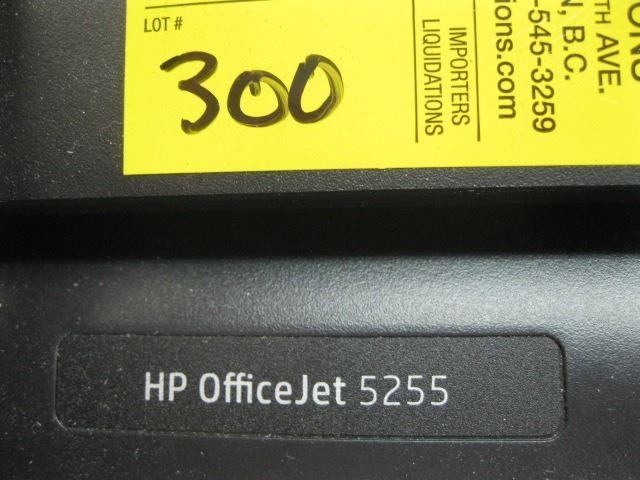 LOT #
300
IMPORTERS
LIQUIDATIONS
TH AVE.
N, B.C.
-545-3259
ions.com
HP OfficeJet 5255